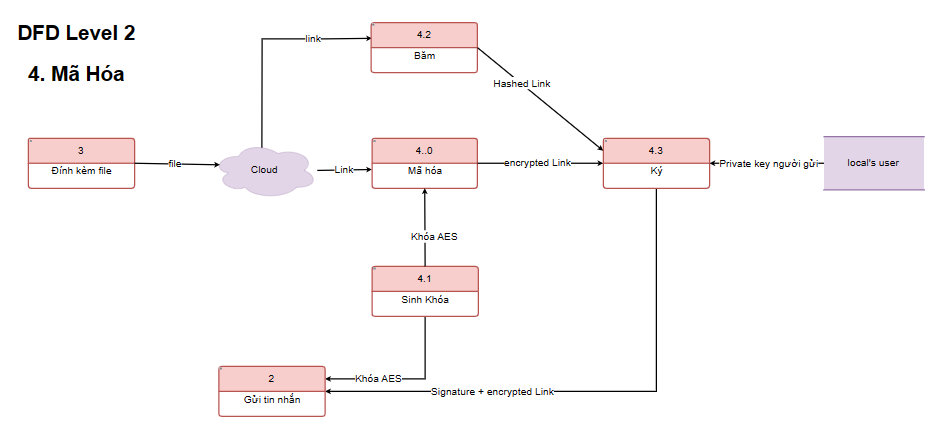 DFD Level 2
4. Mã Hóa
4.2
Băm
link
Hashed Link
3
Đính kèm file
file
Cloud
Link
4..0
Mã hóa
encrypted Link
4.3
Ký
Private key người gửi
local's user
Khóa AES
4.1
Sinh Khóa
2
Gửi tin nhắn
Khóa AES
Signature + encrypted Link